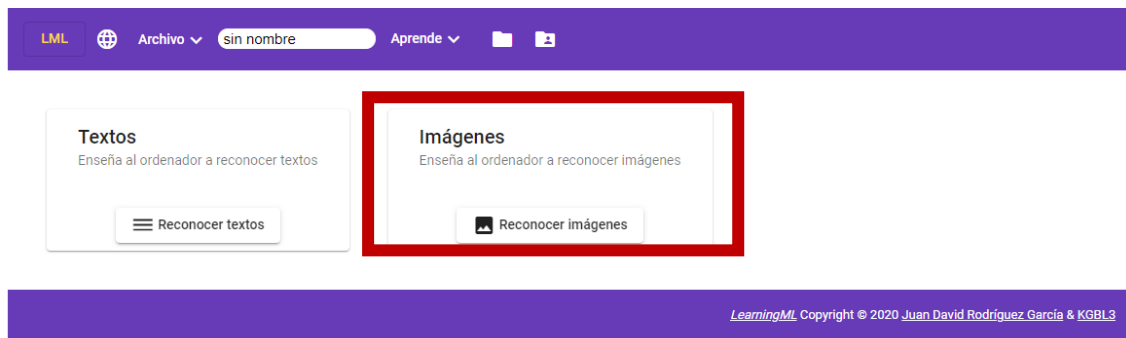 LML Archivo sin nombre Aprende
Textos
Enseña al ordenador a reconocer textos
Reconocer textos
Imágenes
Enseña al ordenador a reconocer imágenes
Reconocer imágenes
LearningML Copyright © 2020 Juan David Rodríguez García & KGBL3